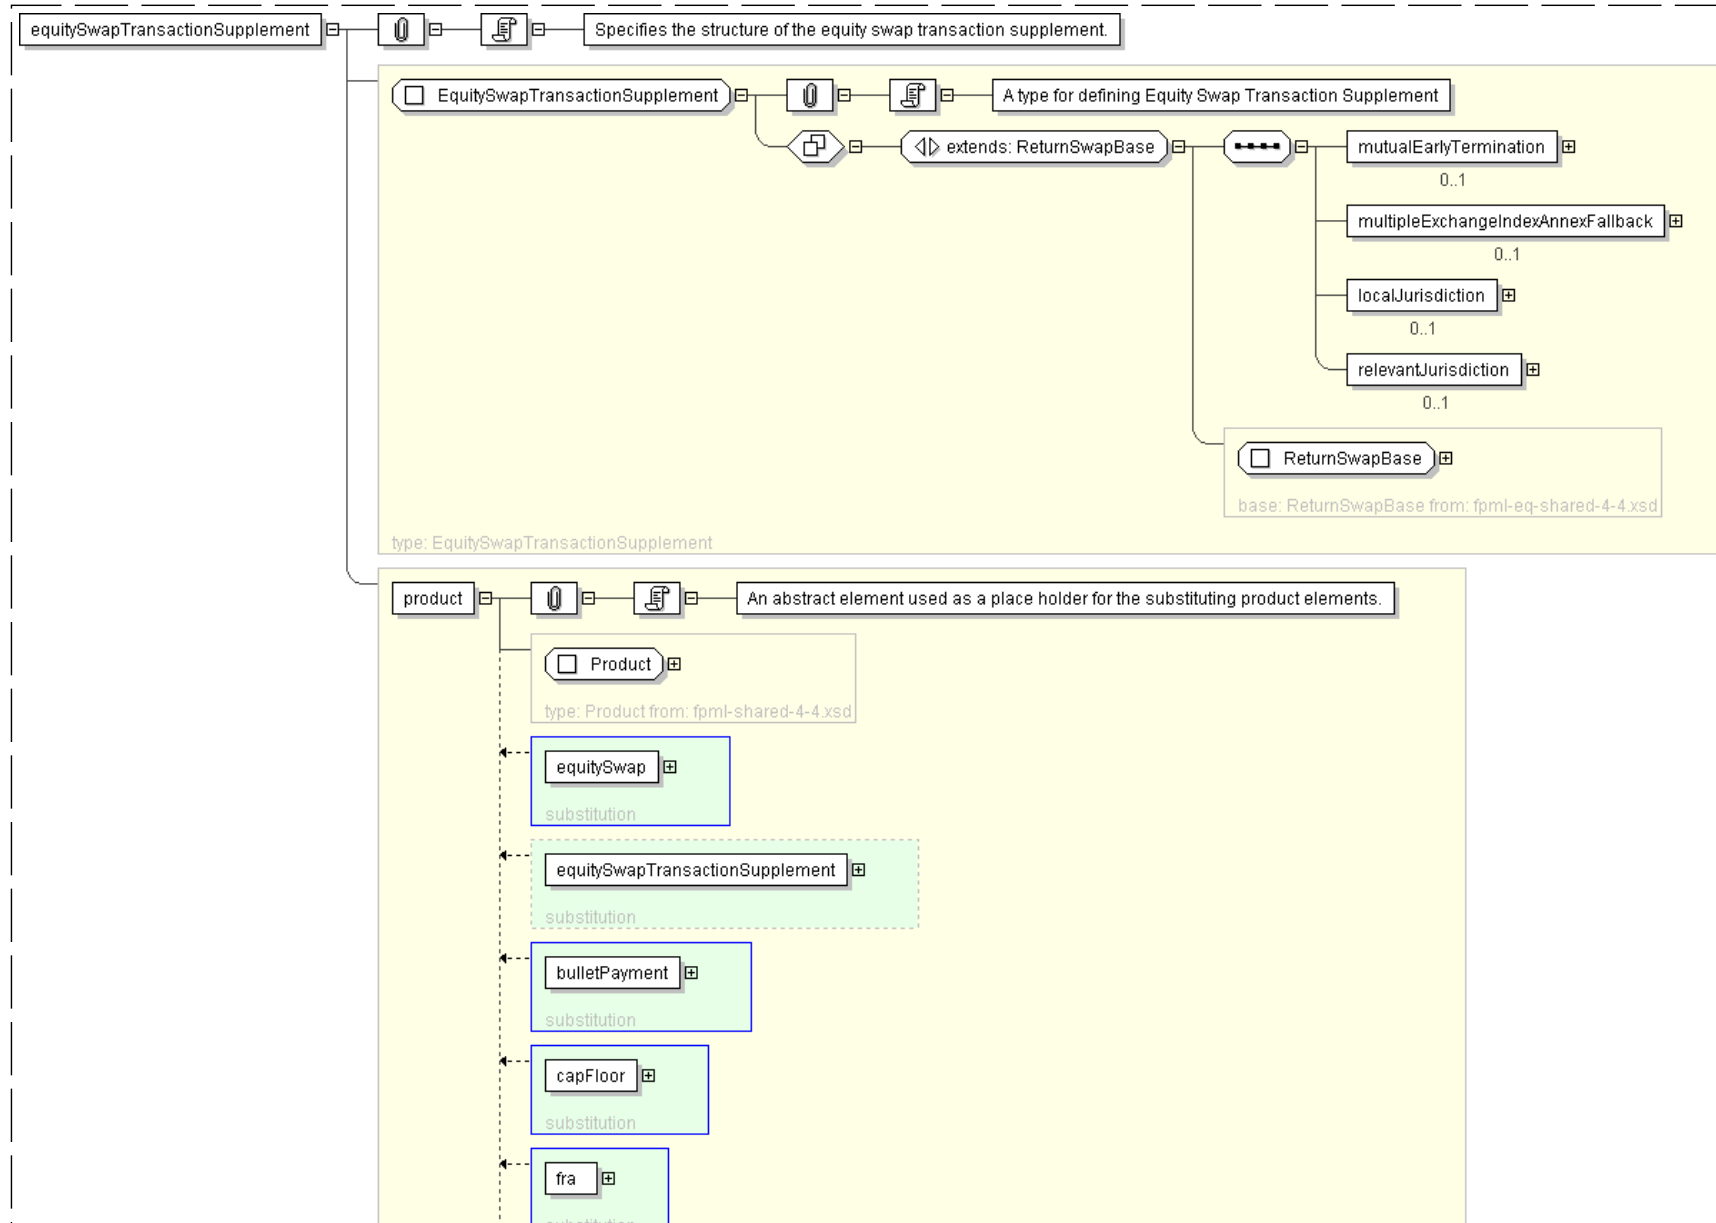 equitySwapTransactionSupplement
Specifies the structure of the equity swap transaction supplement.
EquitySwapTransactionSupplement
A type for defining Equity Swap Transaction Supplement
extends: ReturnSwapBase
mutualEarlyTermination
0..1
multipleExchangeIndexAnnexFallback
0..1
localJurisdiction
0..1
relevantJurisdiction
0..1
ReturnSwapBase
base: ReturnSwapBase from: fpml-eq-shared-4-4.xsd
type: EquitySwapTransactionSupplement
product
An abstract element used as a place holder for the substituting product elements.
Product
type: Product from: fpml-shared-4-4.xsd
equitySwap
substitution
equitySwapTransactionSupplement
substitution
bulletPayment
substitution
capFloor
substitution
fra
substitution